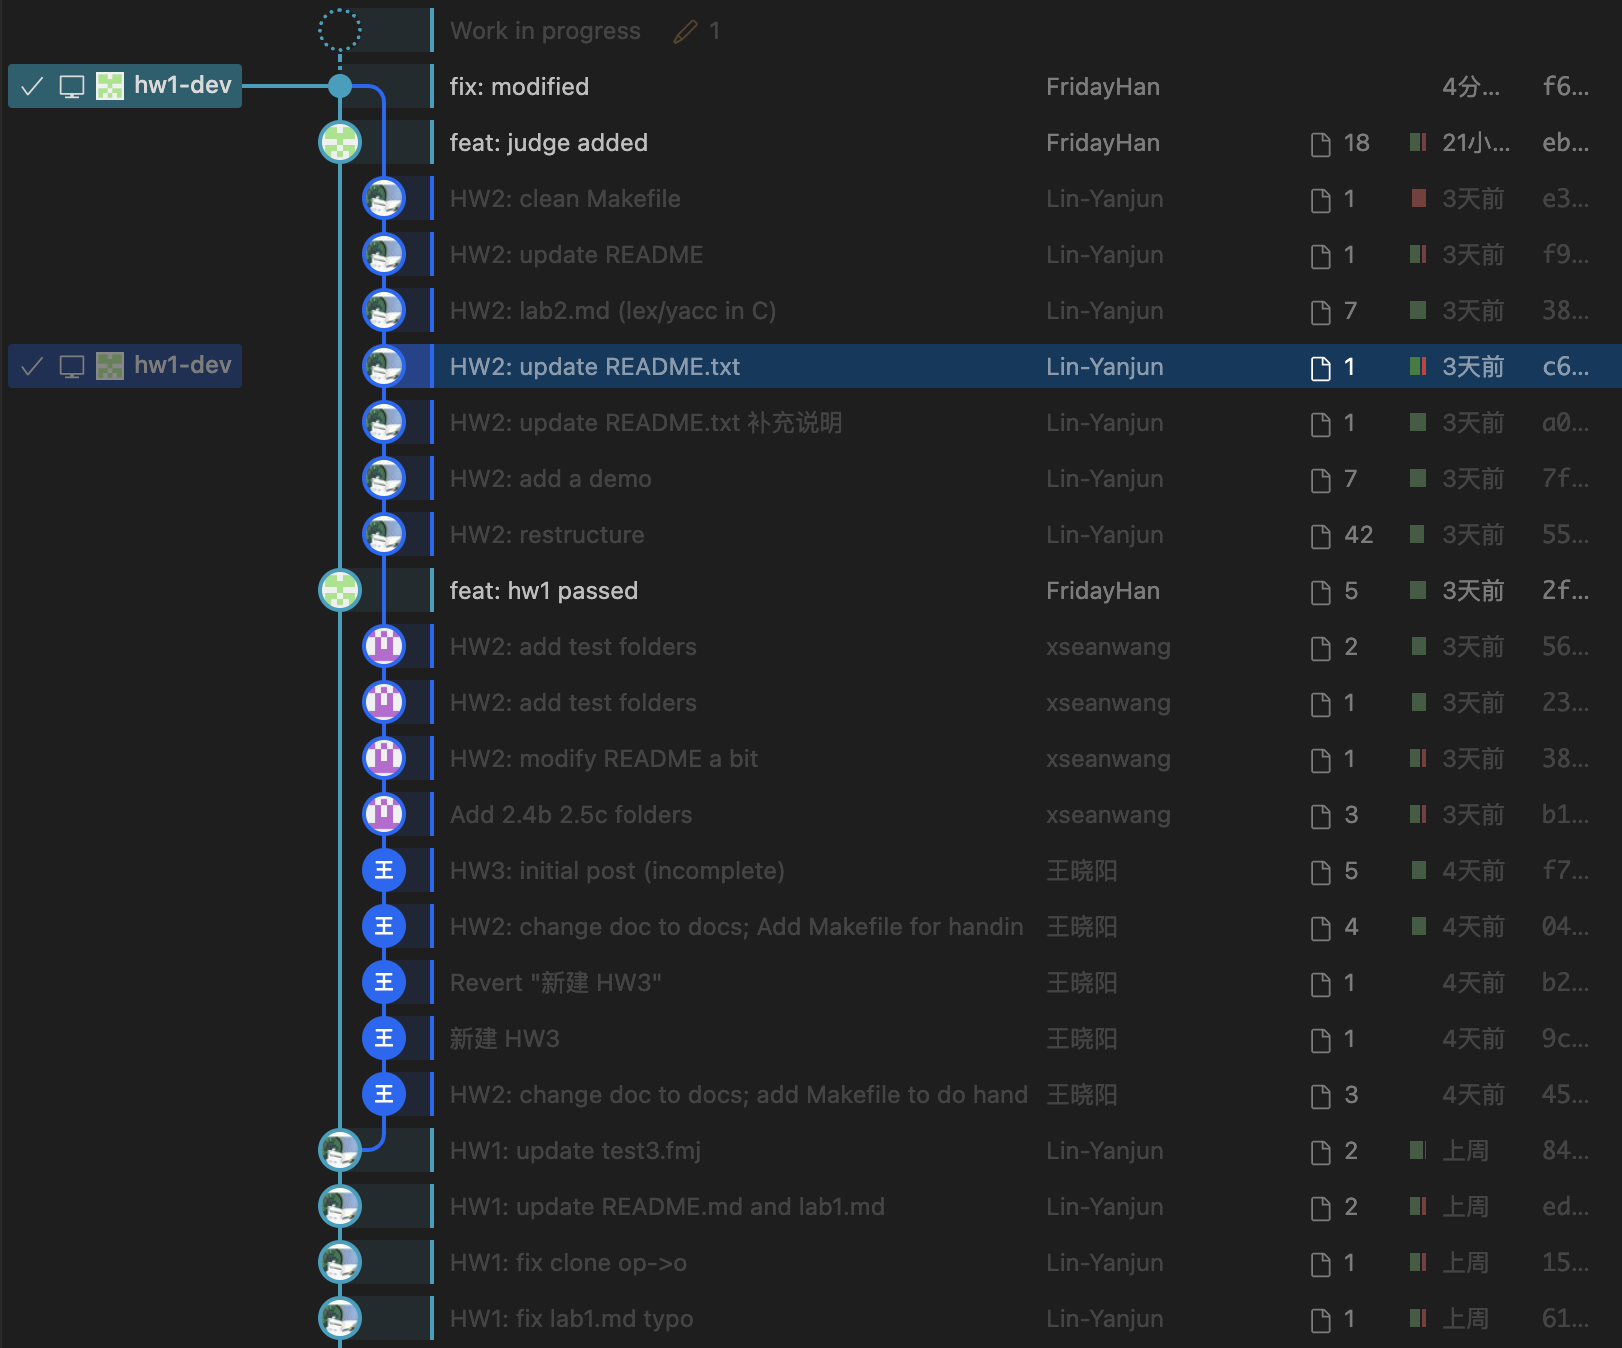 Work in progress 1
hw1-dev fix: modified FridayHan 4分... f6...
feat: judge added FridayHan 18 21小... eb...
HW2: clean Makefile Lin-Yanjun 1 3天前 e3...
HW2: update README Lin-Yanjun 1 3天前 f9...
HW2: lab2.md (lex/yacc in C) Lin-Yanjun 7 3天前 38...
hw1-dev HW2: update README.txt Lin-Yanjun 1 3天前 c6...
HW2: update README.txt 补充说明 Lin-Yanjun 1 3天前 a0...
HW2: add a demo Lin-Yanjun 7 3天前 7f...
HW2: restructure Lin-Yanjun 42 3天前 55...
feat: hw1 passed FridayHan 5 3天前 2f...
HW2: add test folders xseanwang 2 3天前 56...
HW2: add test folders xseanwang 1 3天前 23...
HW2: modify README a bit xseanwang 1 3天前 38...
Add 2.4b 2.5c folders xseanwang 3 3天前 b1...
王 HW3: initial post (incomplete) 王晓阳 5 4天前 f7...
王 HW2: change doc to docs; Add Makefile for handin 王晓阳 4 4天前 04...
王 Revert "新建 HW3" 王晓阳 1 4天前 b2...
王 新建 HW3 王晓阳 1 4天前 9c...
王 HW2: change doc to docs; add Makefile to do hand 王晓阳 3 4天前 45...
HW1: update test3.fmj Lin-Yanjun 2 上周 84...
HW1: update README.md and lab1.md Lin-Yanjun 2 上周 ed...
HW1: fix clone op->o Lin-Yanjun 1 上周 15...
HW1: fix lab1.md typo Lin-Yanjun 1 上周 61...